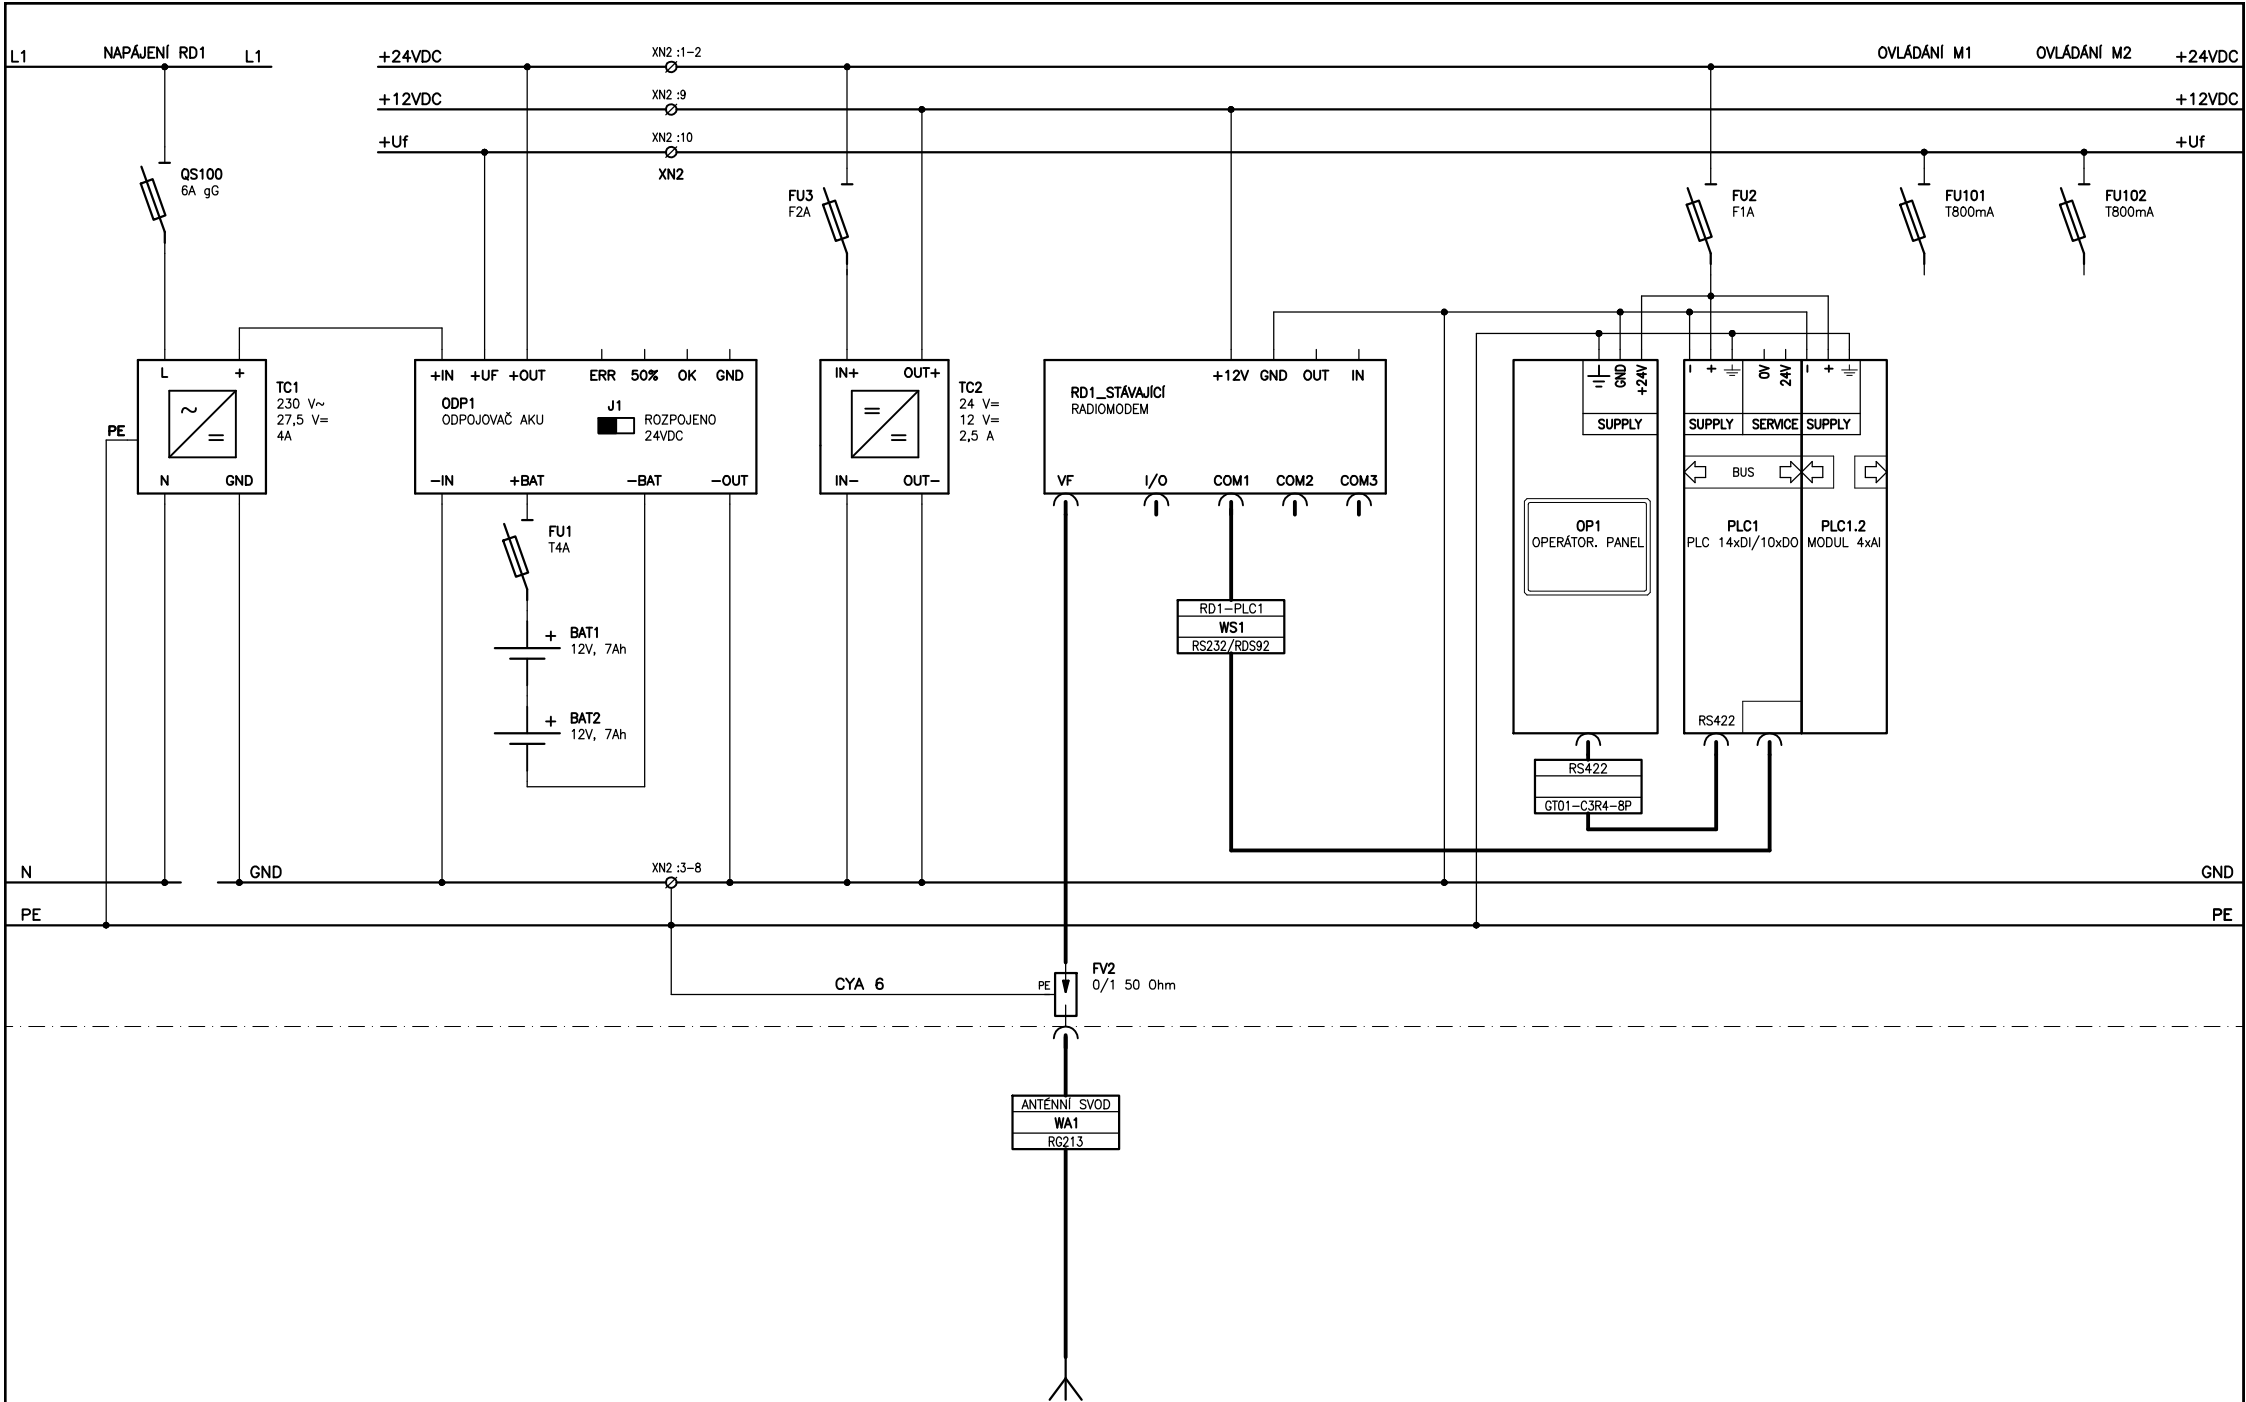 L1
NAPÁJENÍ RD1
L1
+24VDC
XN2 :1-2
OVLÁDÁNÍ M1
OVLÁDÁNÍ M2
+24VDC
+12VDC
XN2 :9
+12VDC
+Uf
XN2 :10
+Uf
XN2
QS100
6A gG
FU3
F2A
FU2
F1A
FU101
T800mA
FU102
T800mA
L
+
N
GND
PE
TC1
230 V~
27,5 V=
4A
+IN
+UF
+OUT
ERR
50%
OK
GND
ODP1
ODPOJOVAČ AKU
J1
ROZPOJENO
24VDC
-IN
+BAT
-BAT
-OUT
IN+
OUT+
IN-
OUT-
TC2
24 V=
12 V=
2,5 A
+12V
GND
OUT
IN
RD1_STÁVAJÍCÍ
RADIOMODEM
VF
I/O
COM1
COM2
COM3
GND
+24V
SUPPLY
-
+
0V
24V
-
+
SUPPLY
SERVICE
SUPPLY
BUS
OP1
OPERÁTOR. PANEL
PLC1
PLC 14xDI/10xDO
PLC1.2
MODUL 4xAI
RS422
FU1
T4A
+
BAT1
12V, 7Ah
+
BAT2
12V, 7Ah
RD1-PLC1
WS1
RS232/RDS92
RS422
GT01-C3R4-8P
N
GND
XN2 :3-8
GND
PE
PE
CYA 6
PE
FV2
0/1 50 Ohm
ANTÉNNÍ SVOD
WA1
RG213